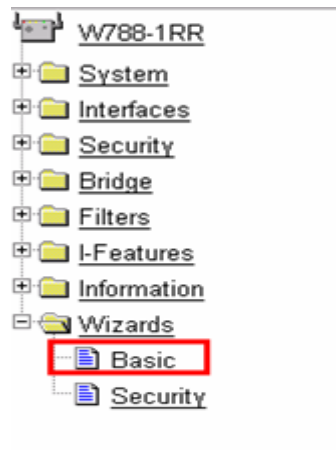 W788-1RR
System
Interfaces
Security
Bridge
Filters
I-Features
Information
Wizards
Basic
Security